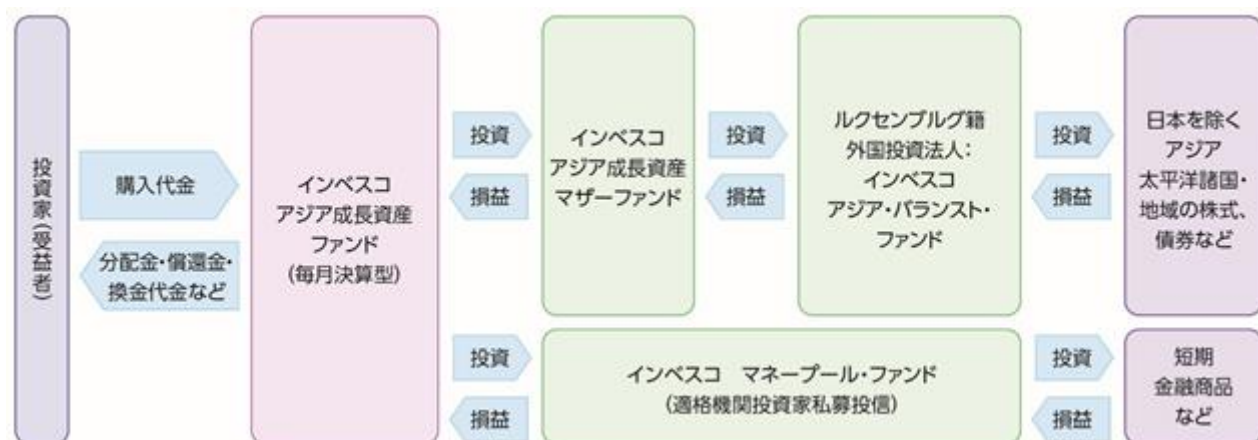 投資家(受益者)
購入代金
分配金・償還金・
換金代金など
インベスコ
アジア成長資産
ファンド
(毎月決算型)
投資
損益
インベスコ
アジア成長資産
マザーファンド
投資
損益
ルクセンブルグ籍
外国投資法人:
インベスコ
アジア・バランスト・
ファンド
投資
損益
日本を除く
アジア
太平洋諸国・
地域の株式、
債券など
投資
損益
インベスコ　マネープール・ファンド
(適格機関投資家私募投信)
投資
損益
短期
金融商品
など